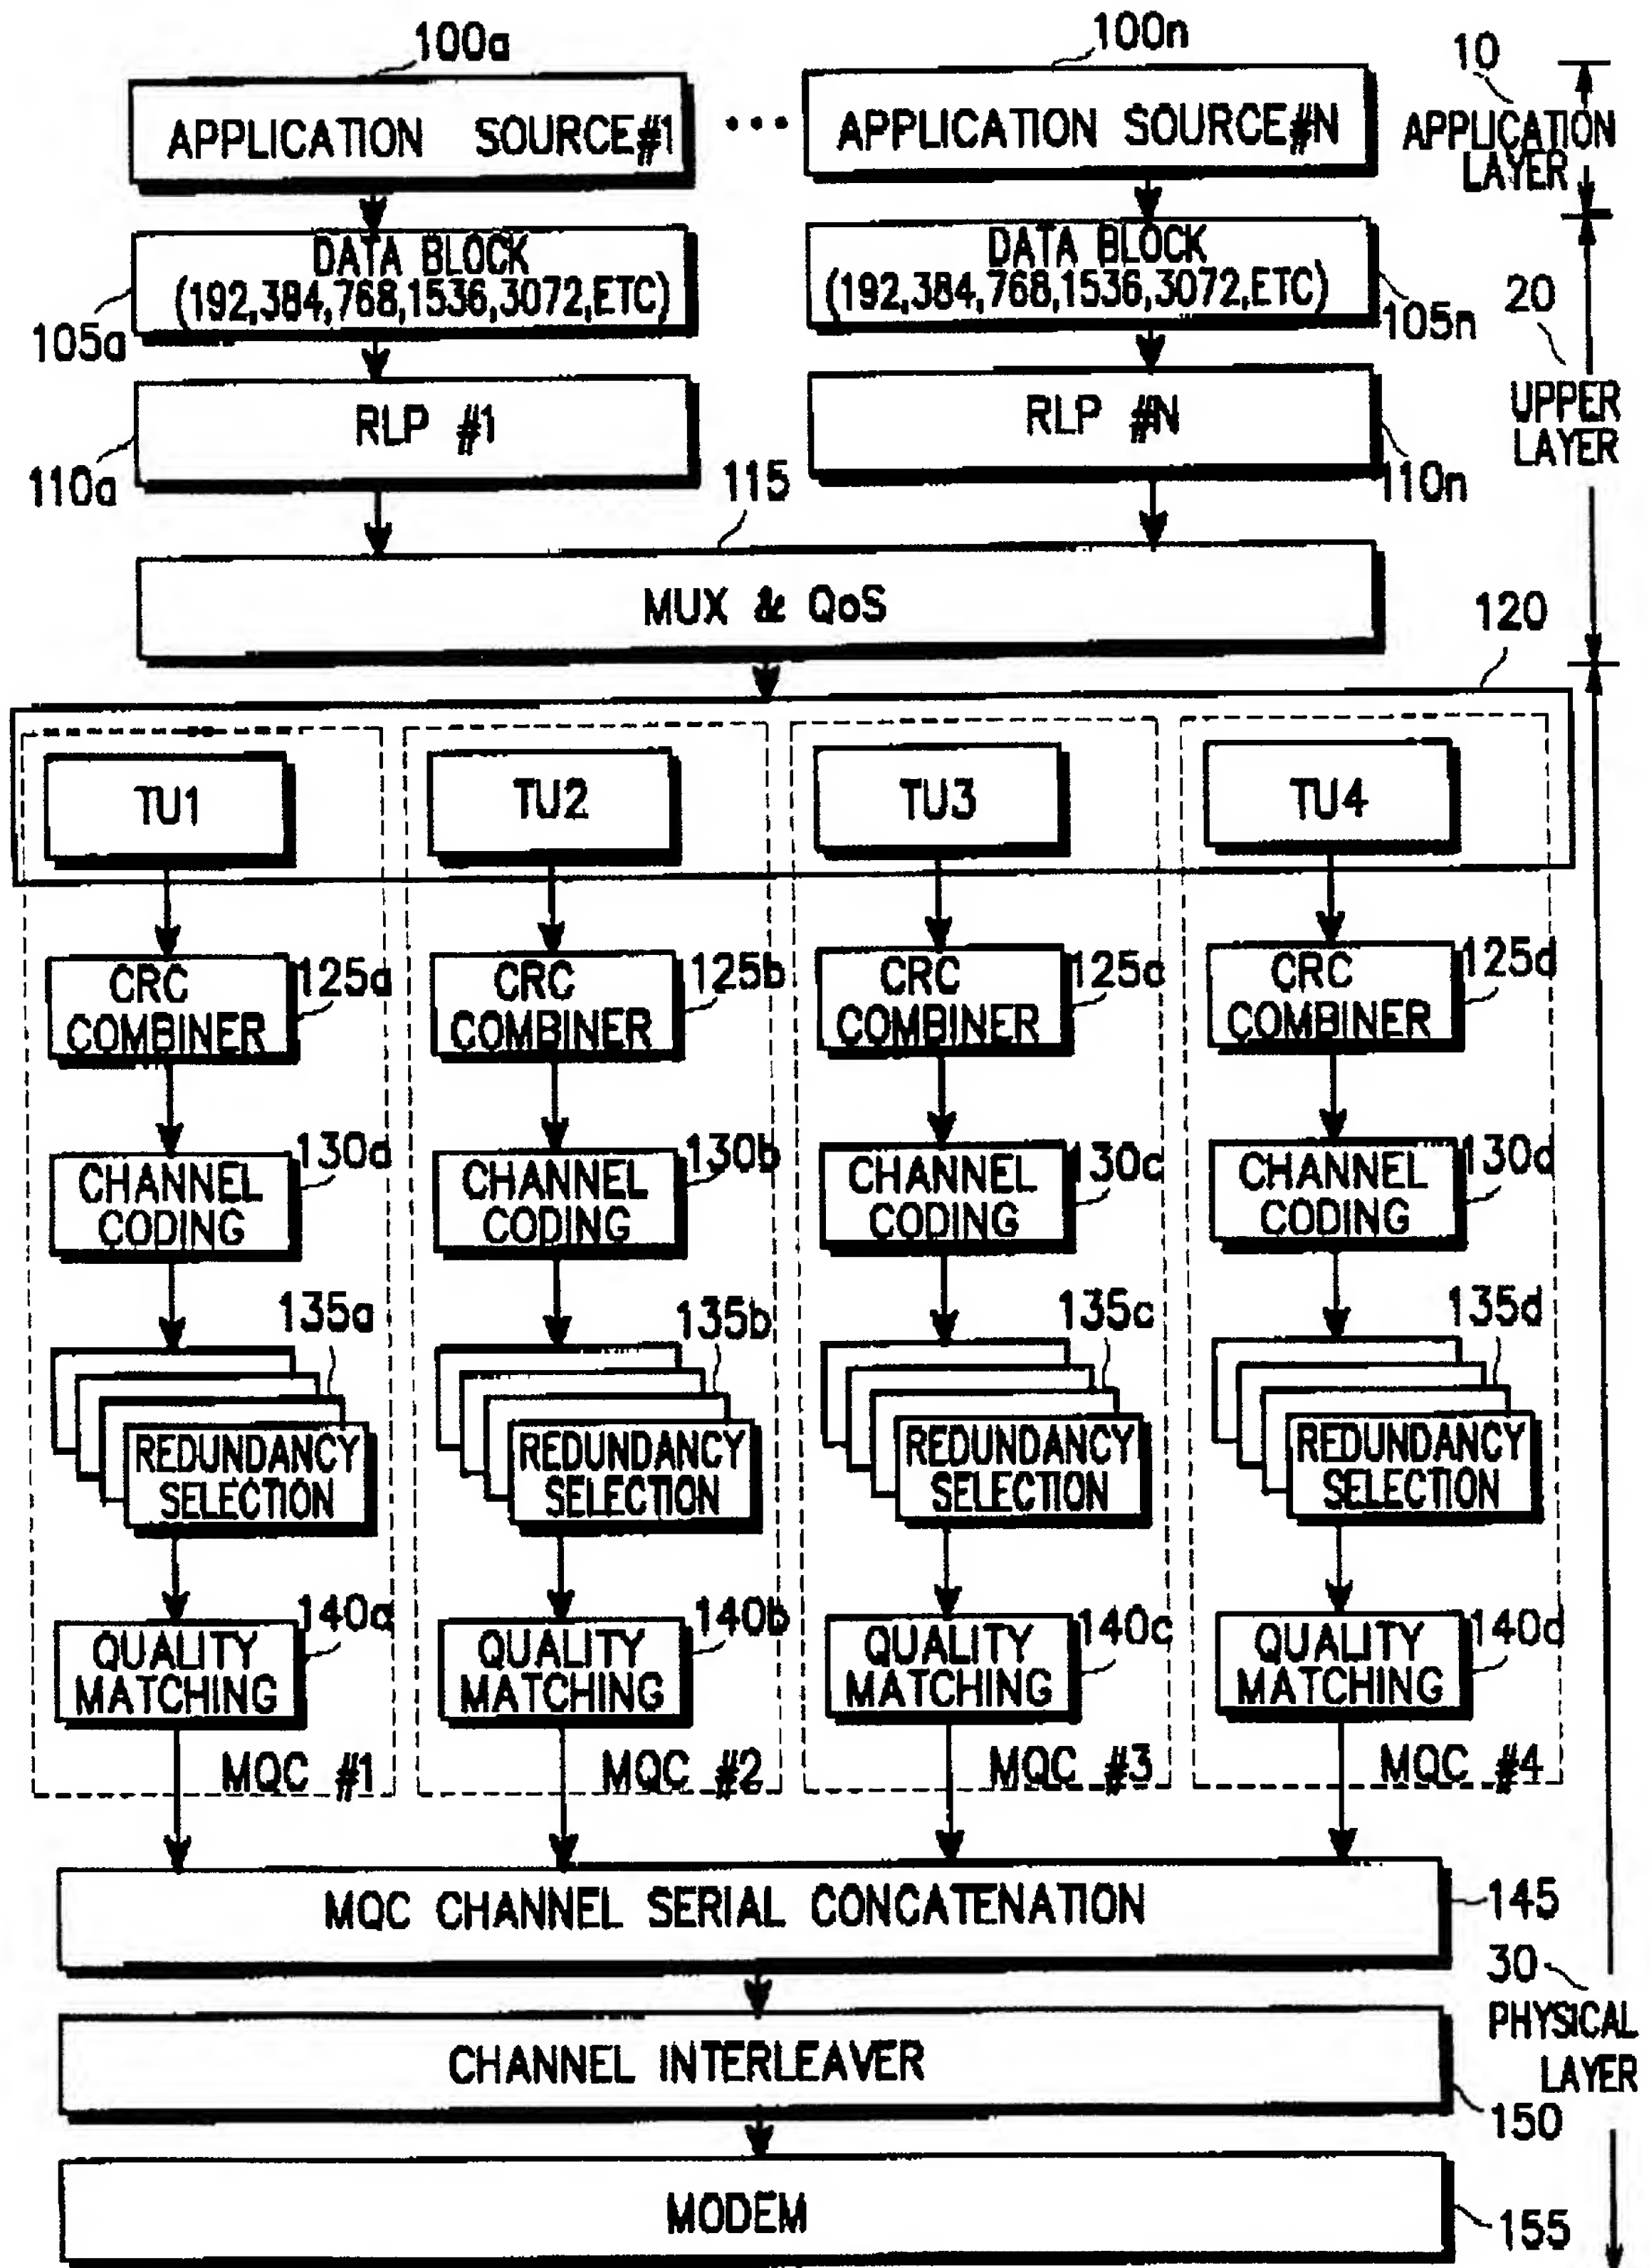 100a
100n
10
APPLICATION SOURCE#1
•••
APPLICATION SOURCE#N
APPLICATION
LAYER
DATA BLOCK
(192,384,768,1536,3072,ETC)
105a
DATA BLOCK
(192,384,768,1536,3072,ETC)
105n
20
UPPER
LAYER
RLP #1
110a
RLP #N
110n
115
MUX & QoS
120
TU1
TU2
TU3
TU4
CRC
COMBINER
125a
CRC
COMBINER
125b
CRC
COMBINER
125c
CRC
COMBINER
125d
CHANNEL
CODING
130a
CHANNEL
CODING
130b
CHANNEL
CODING
130c
CHANNEL
CODING
130d
135a
REDUNDANCY
SELECTION
135b
REDUNDANCY
SELECTION
135c
REDUNDANCY
SELECTION
135d
REDUNDANCY
SELECTION
QUALITY
MATCHING
140a
QUALITY
MATCHING
140b
QUALITY
MATCHING
140c
QUALITY
MATCHING
140d
MQC #1
MQC #2
MQC #3
MQC #4
MQC CHANNEL SERIAL CONCATENATION
145
30
PHYSICAL
LAYER
CHANNEL INTERLEAVER
150
MODEM
155